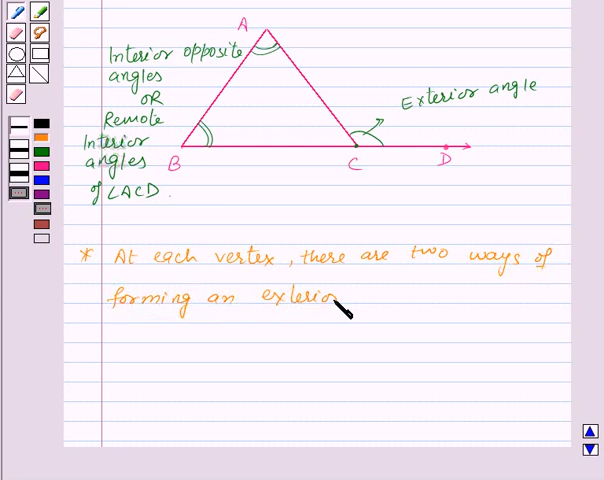 A
Interior opposite
angles
OR
Remote
Interior
angles
of ∠ACD.
Exterior angle
B
C
D
* At each vertex, there are two ways of
forming an exterio